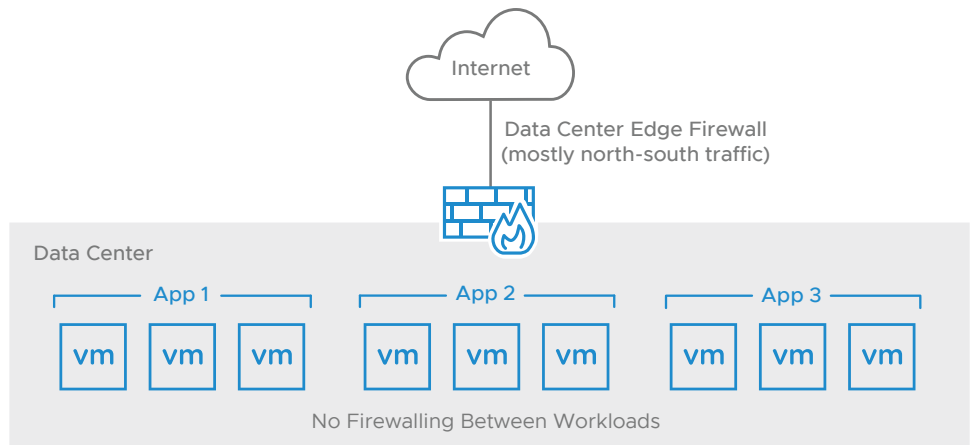 Internet
Data Center Edge Firewall
(mostly north-south traffic)
Data Center
App 1
App 2
App 3
vm
vm
vm
vm
vm
vm
vm
vm
vm
No Firewalling Between Workloads